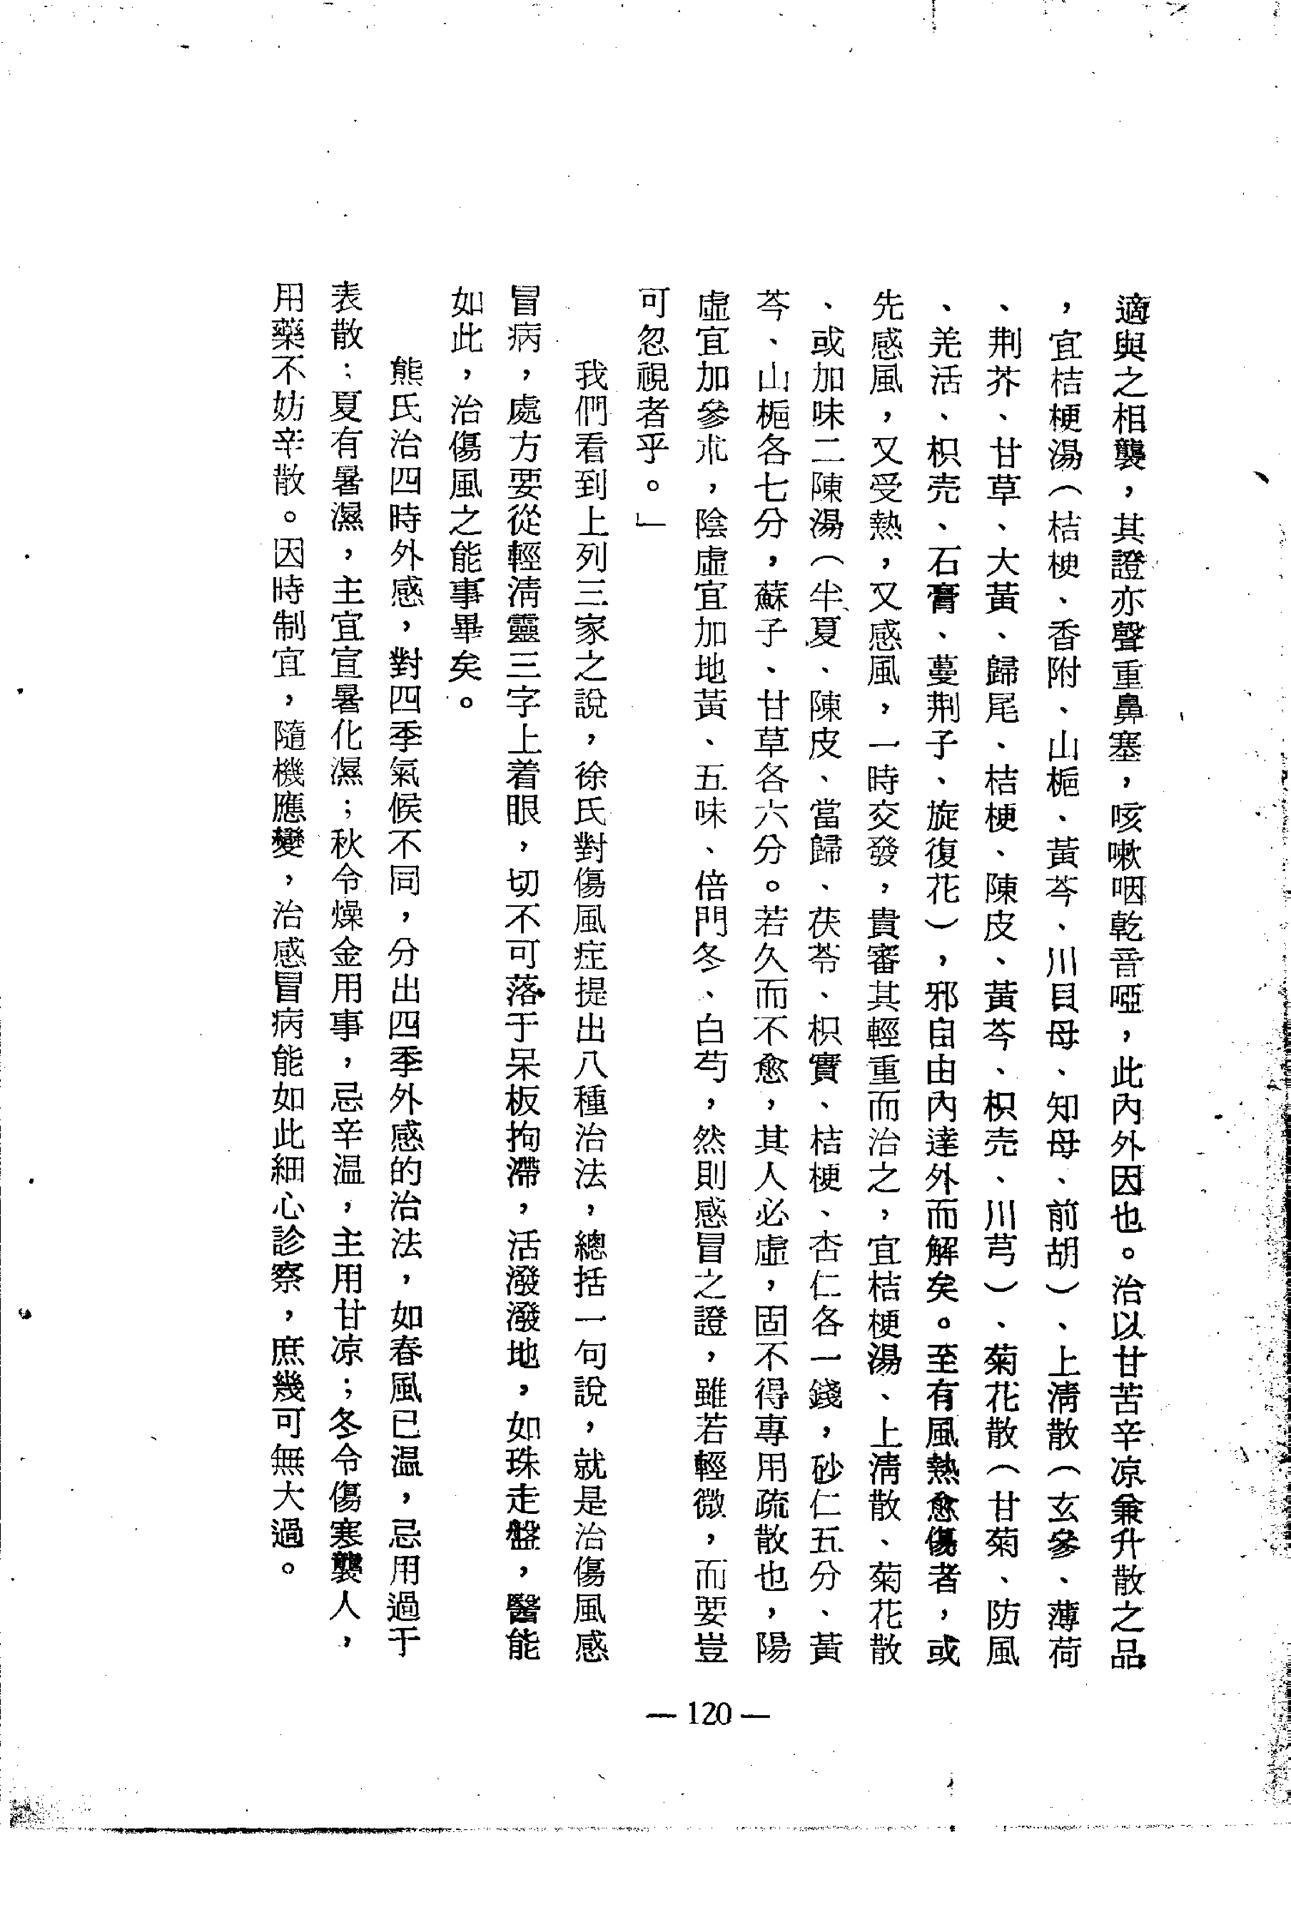 適與之相襲，其證亦聲重鼻塞，咳嗽咽乾音啞，此內外因也。治以甘苦辛凉兼升散之品
，宜桔梗湯（桔梗、香附、山梔、黃芩、川貝母、知母、前胡）、上淸散（玄參、薄荷
、荆芥、甘草、大黃、歸尾、桔梗、陳皮、黃芩、枳壳、川芎）、菊花散（甘菊、防風
、羌活、枳壳、石膏、蔓荆子、旋復花），邪自由內達外而解矣。至有風熱愈傷者，或
先感風，又受熱，又感風，一時交發，貴審其輕重而治之，宜桔梗湯、上淸散、菊花散
、或加味二陳湯（半夏、陳皮、當歸、茯苓、枳實、桔梗、杏仁各一錢，砂仁五分、黃
芩、山梔各七分，蘇子、甘草各六分。若久而不愈，其人必虛，固不得專用疏散也，陽
虛宜加參朮，陰虛宜加地黃、五味、倍門冬、白芍，然則感冒之證，雖若輕微，而要豈
可忽視者乎。」
我們看到上列三家之說，徐氏對傷風症提出八種治法，總括一句說，就是治傷風感
冒病，處方要從輕淸靈三字上着眼，切不可落于呆板拘滯，活潑潑地，如珠走盤，醫能
如此，治傷風之能事畢矣。
熊氏治四時外感，對四季氣候不同，分出四季外感的治法，如春風已温，忌用過于
表散；夏有暑濕，主宜宣暑化濕；秋令燥金用事，忌辛温，主用甘凉；冬令傷寒襲人，
用藥不妨辛散。因時制宜，隨機應變，治感冒病能如此細心診察，庶幾可無大過。
— 120 —